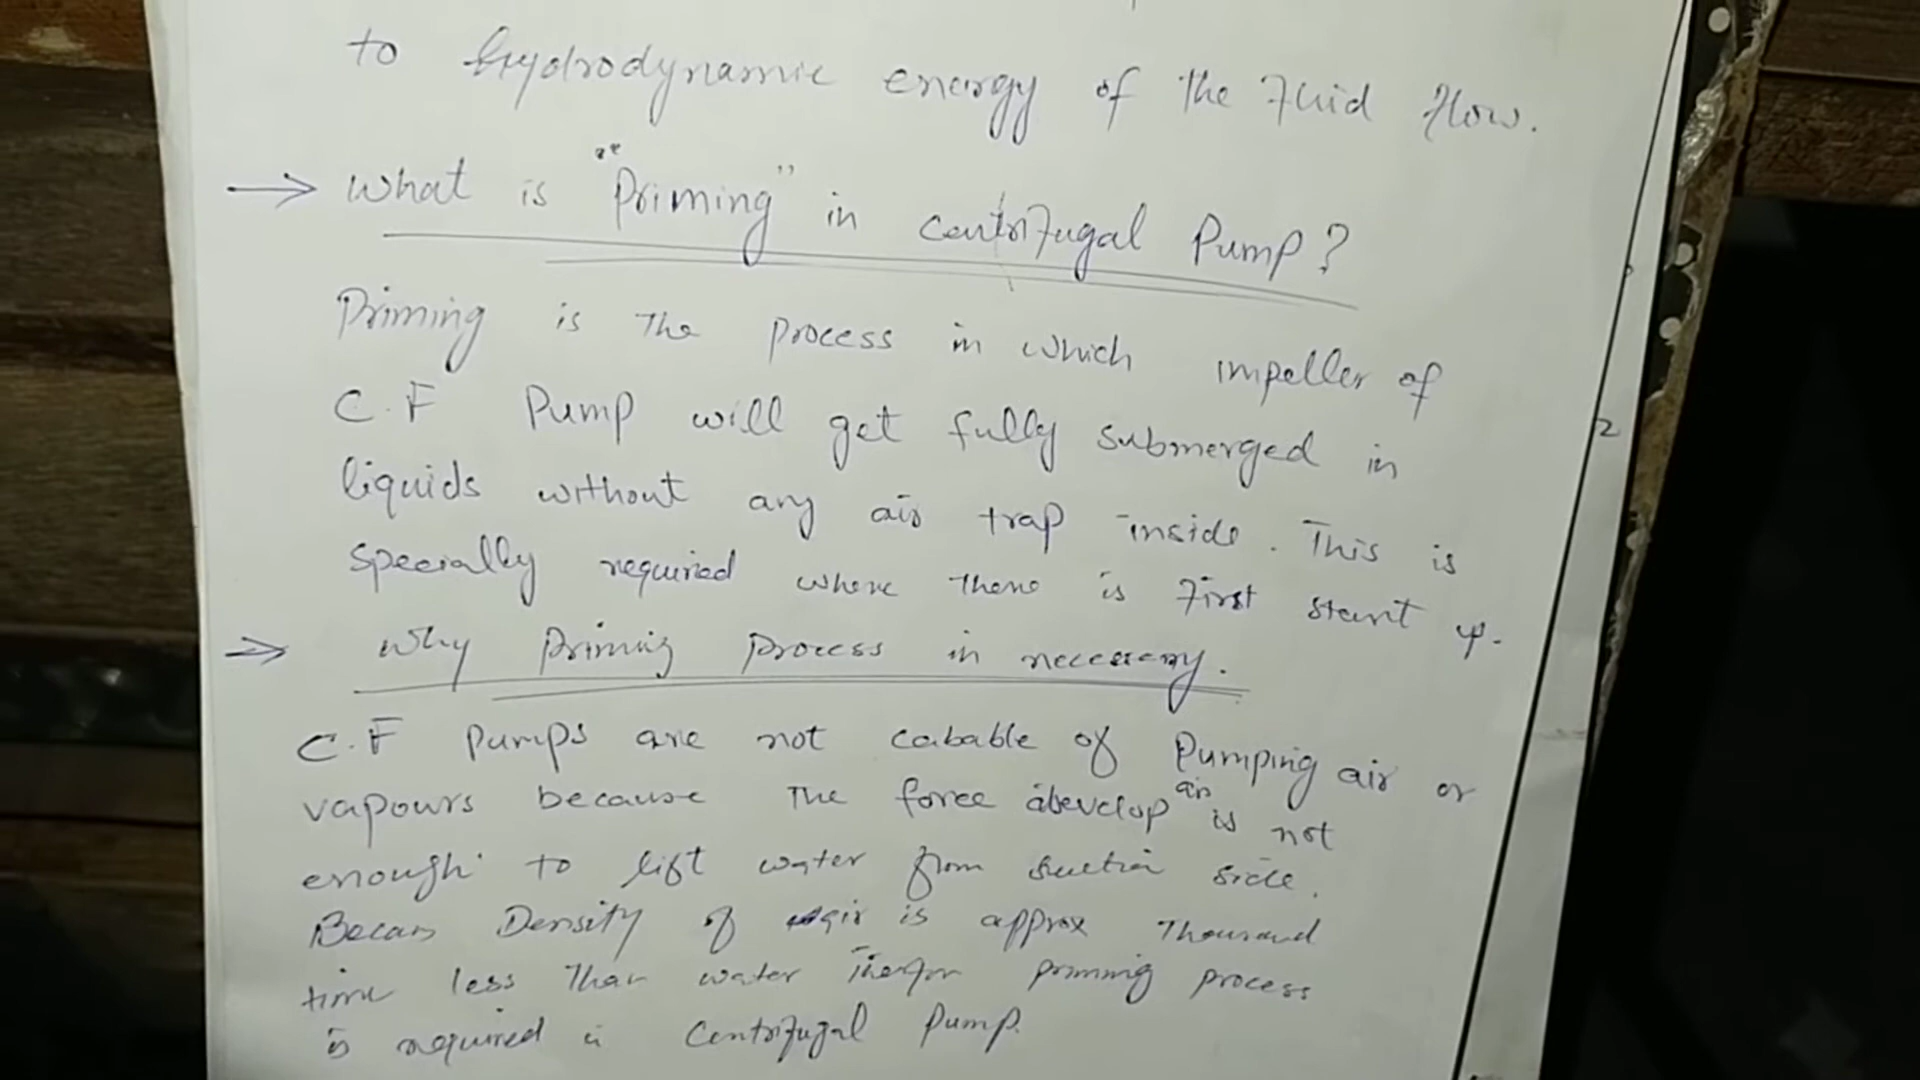 to hydrodynamic energy of the fluid flow.
→ What is "Priming" in centrifugal Pump?
Priming is The process in which impeller of
C.F Pump will get fully submerged in
liquids without any air trap inside. This is
specially required where there is first start up.
⇒ Why priming process in necessary.
C.F Pumps are not cabable of Pumping air or
vapours because The force develop air is not
enough to lift water from suction side.
Becaus Density of air is approx Thousand
time less Than water Therfor priming process
is required i Centrifugal Pump.
2